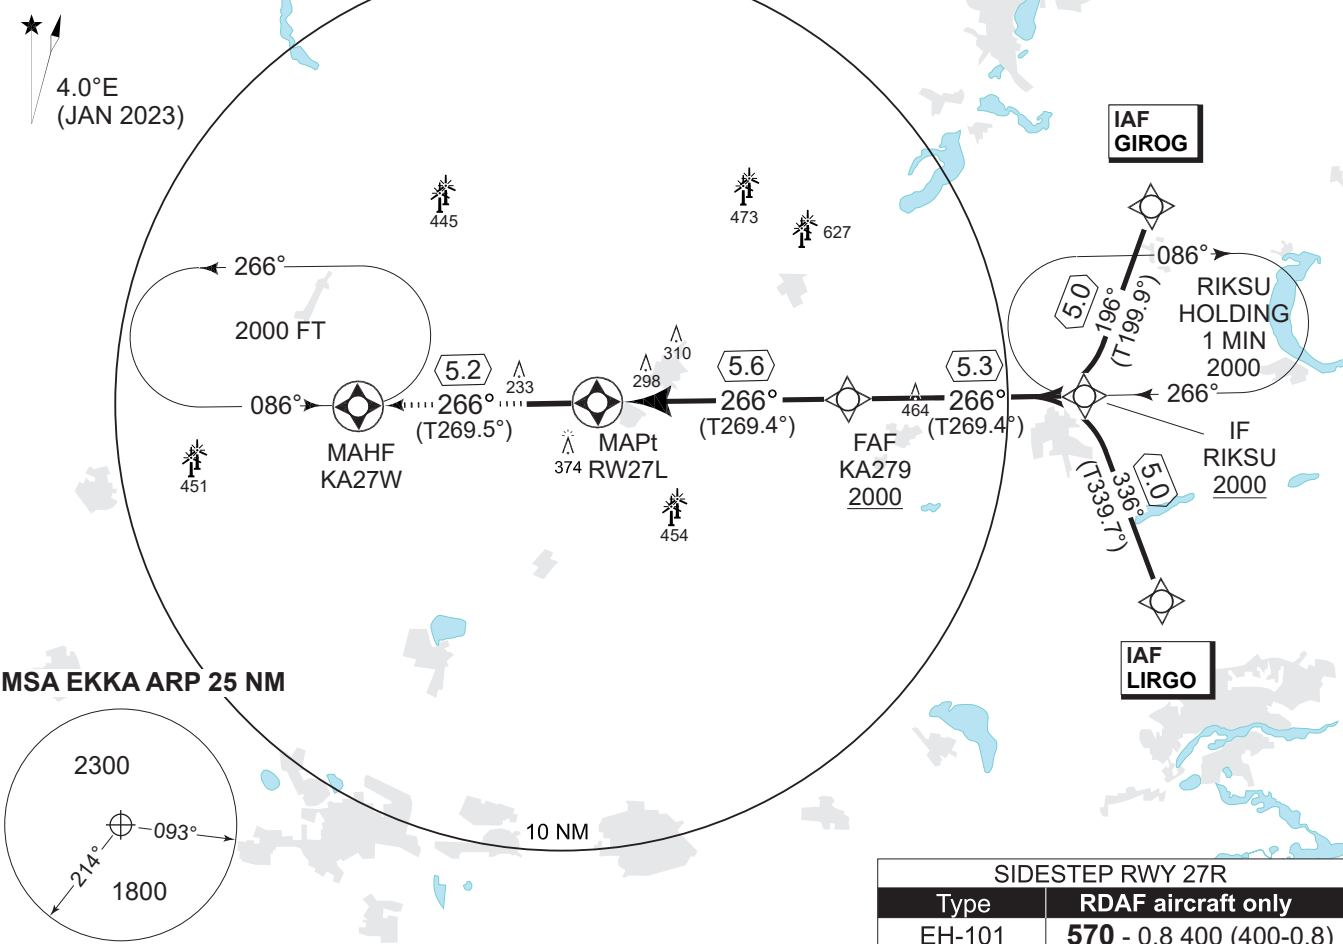 4.0°E
(JAN 2023)
IAF
GIROG
445
473
627
266°
2000 FT
086°
MAHF
KA27W
451
5.2
266°
(T269.5°)
233
374
MAPt
RW27L
298
310
454
5.6
266°
(T269.4°)
FAF
KA279
2000
464
5.3
266°
(T269.4°)
5.0
196°
(T199.9°)
086°
RIKSU
HOLDING
1 MIN
2000
266°
IF
RIKSU
2000
5.0
336°
(T339.7°)
IAF
LIRGO
MSA EKKA ARP 25 NM
2300
093°
214°
1800
10 NM
SIDESTEP RWY 27R
Type RDAF aircraft only
EH-101 570 - 0.8 400 (400-0.8)